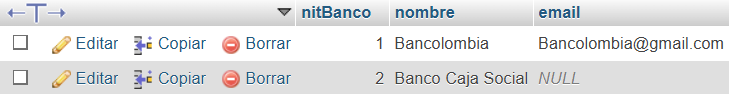 nitBanco nombre email
Editar Copiar Borrar 1 Bancolombia Bancolombia@gmail.com
Editar Copiar Borrar 2 Banco Caja Social NULL